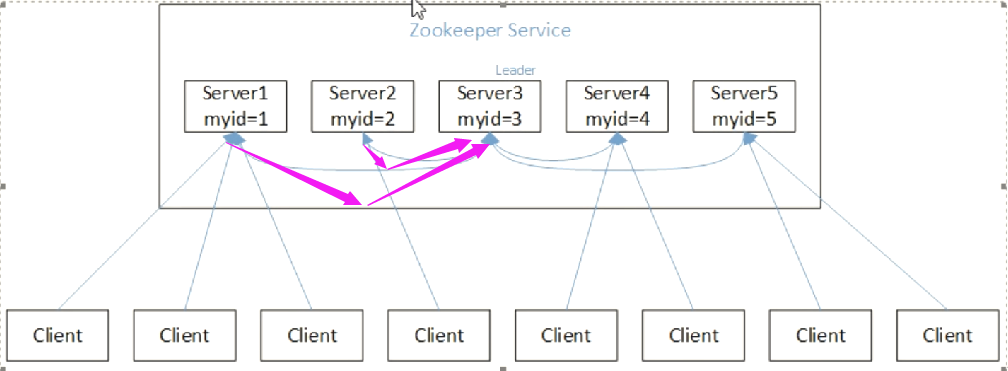 Zookeeper Service
Leader
Server1
myid=1
Server2
myid=2
Server3
myid=3
Server4
myid=4
Server5
myid=5
Client
Client
Client
Client
Client
Client
Client
Client